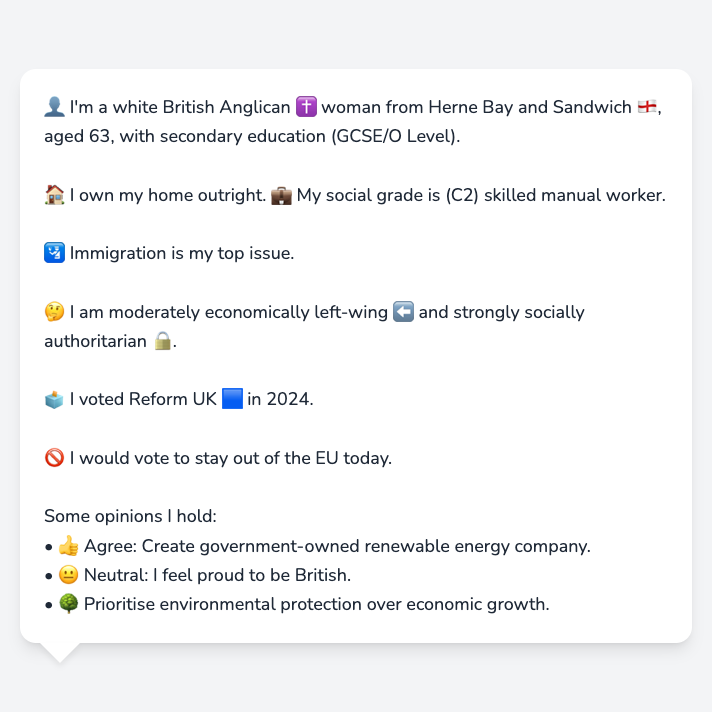 👤 I'm a white British Anglican ✝️ woman from Herne Bay and Sandwich 🏴󠁧󠁢󠁥󠁮󠁧󠁿,
aged 63, with secondary education (GCSE/O Level).
🏠 I own my home outright. 💼 My social grade is (C2) skilled manual worker.
🛂 Immigration is my top issue.
🤔 I am moderately economically left-wing ⬅️ and strongly socially
authoritarian 🔒.
🗳️ I voted Reform UK 🟦 in 2024.
🚫 I would vote to stay out of the EU today.
Some opinions I hold:
• 👍 Agree: Create government-owned renewable energy company.
• 😐 Neutral: I feel proud to be British.
• 🌳 Prioritise environmental protection over economic growth.